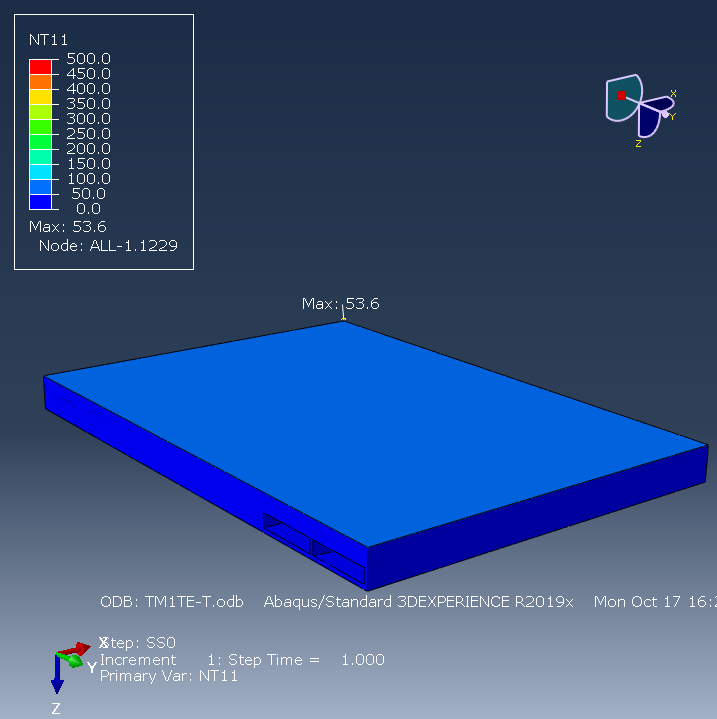 NT11
500.0
450.0
400.0
350.0
300.0
250.0
200.0
150.0
100.0
50.0
0.0
Max: 53.6
Node: ALL-1.1229
X
Y
Z
Max: 53.6
ODB: TM1TE-T.odb Abaqus/Standard 3DEXPERIENCE R2019x Mon Oct 17 16:
X Step: SS0
Y Increment 1: Step Time = 1.000
Primary Var: NT11
Z